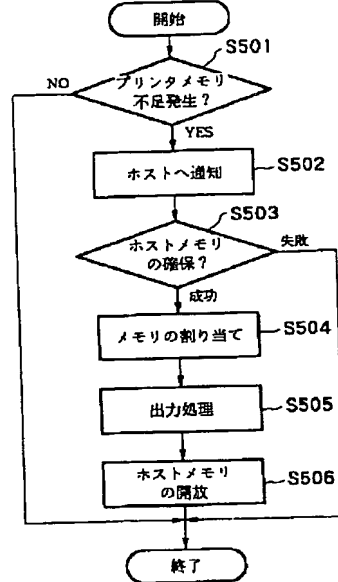 開始
S501
NO
プリンタメモリ
不足発生？
YES
ホストへ通知
S502
S503
ホストメモリ
の確保？
失敗
成功
メモリの割り当て
S504
出力処理
S505
ホストメモリ
の開放
S506
終了